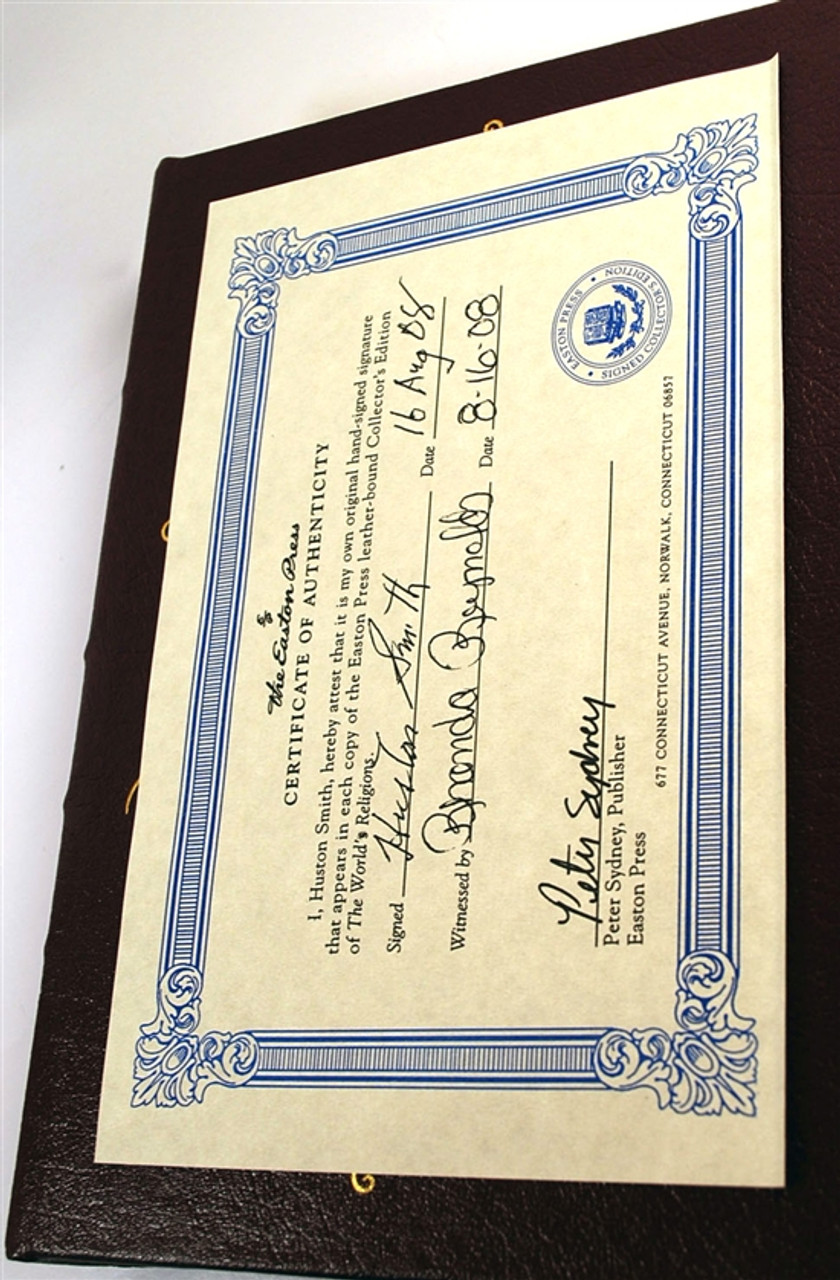 The Easton Press
CERTIFICATE OF AUTHENTICITY
I, Huston Smith, hereby attest that it is my own original hand-signed signature
that appears in each copy of the Easton Press leather-bound Collector's Edition
of The World's Religions.
Signed Huston Smith Date 16 Aug 08
Witnessed by Brenda Reynolds Date 8-16-08
Peter Sydney
Peter Sydney, Publisher
Easton Press
EASTON PRESS • SIGNED COLLECTOR'S EDITION •
677 CONNECTICUT AVENUE, NORWALK, CONNECTICUT 06857